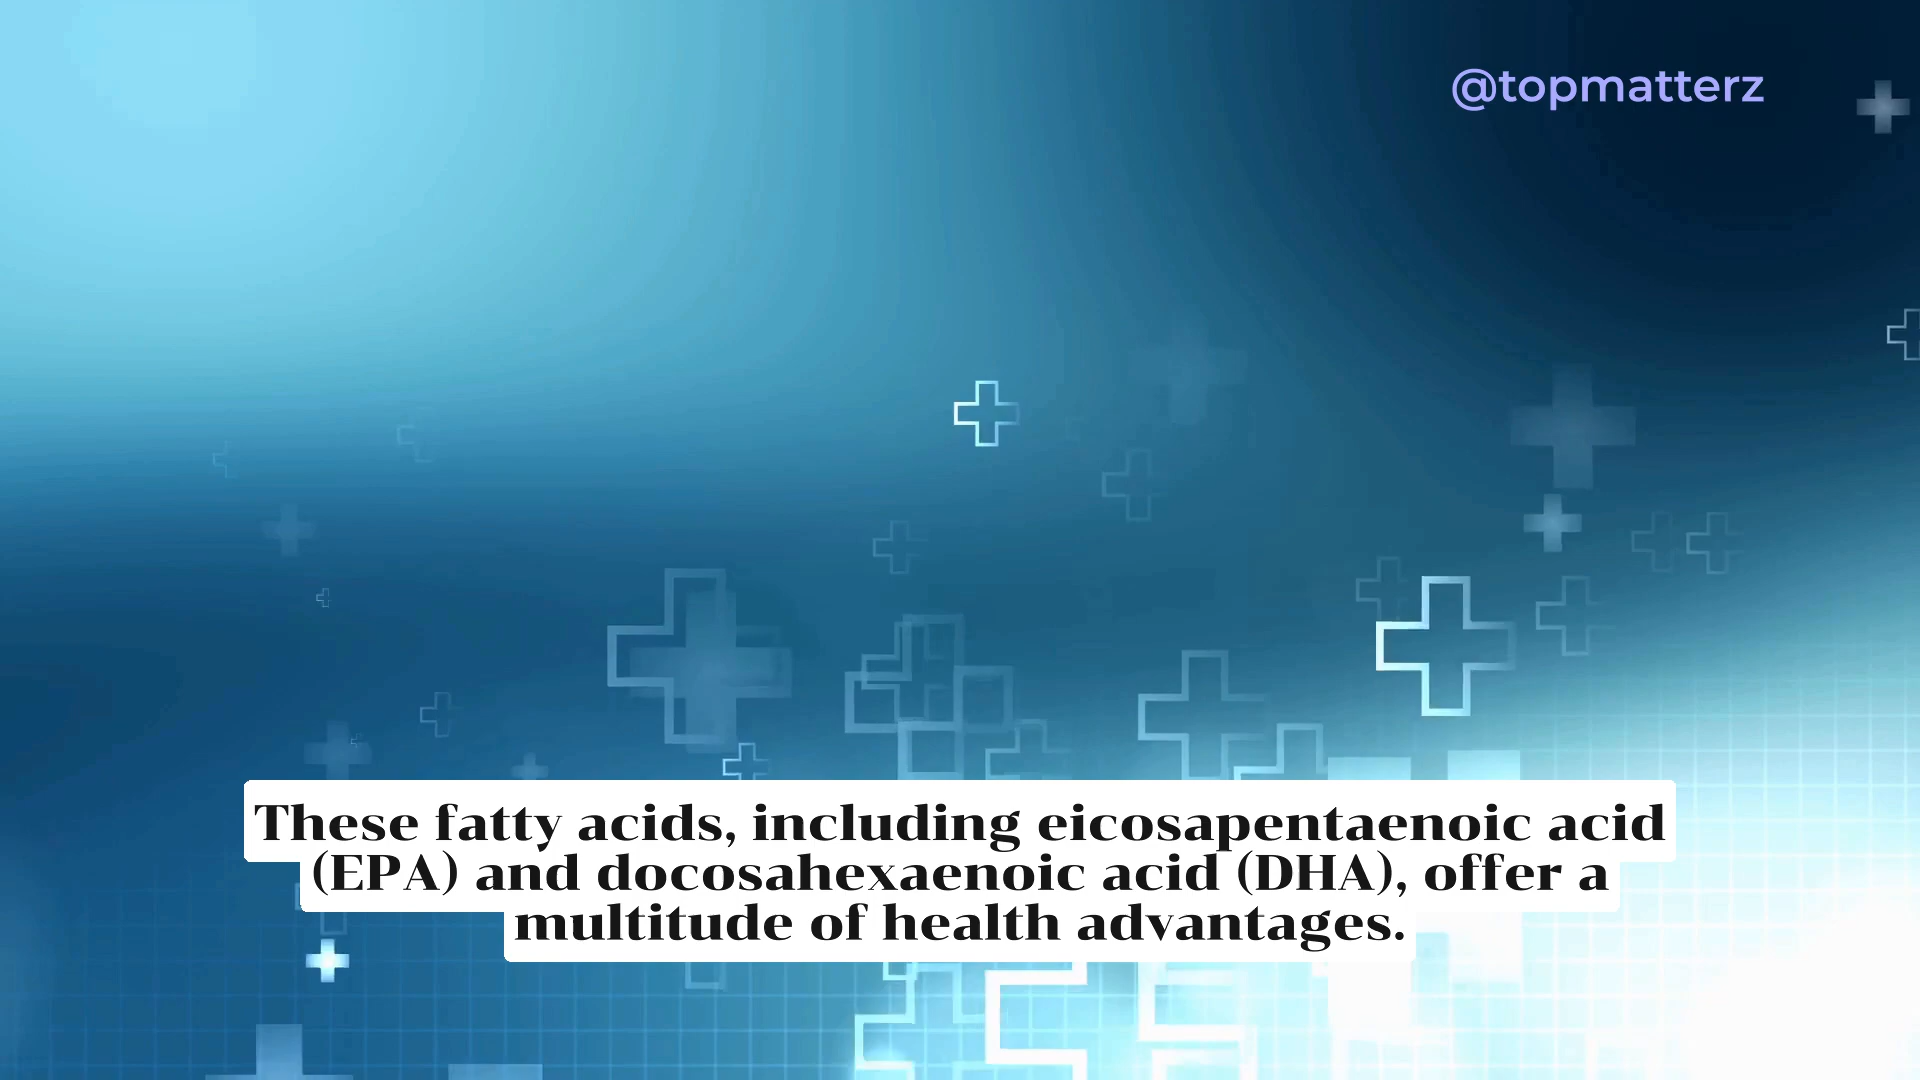 @topmatterz
These fatty acids, including eicosapentaenoic acid
(EPA) and docosahexaenoic acid (DHA), offer a
multitude of health advantages.